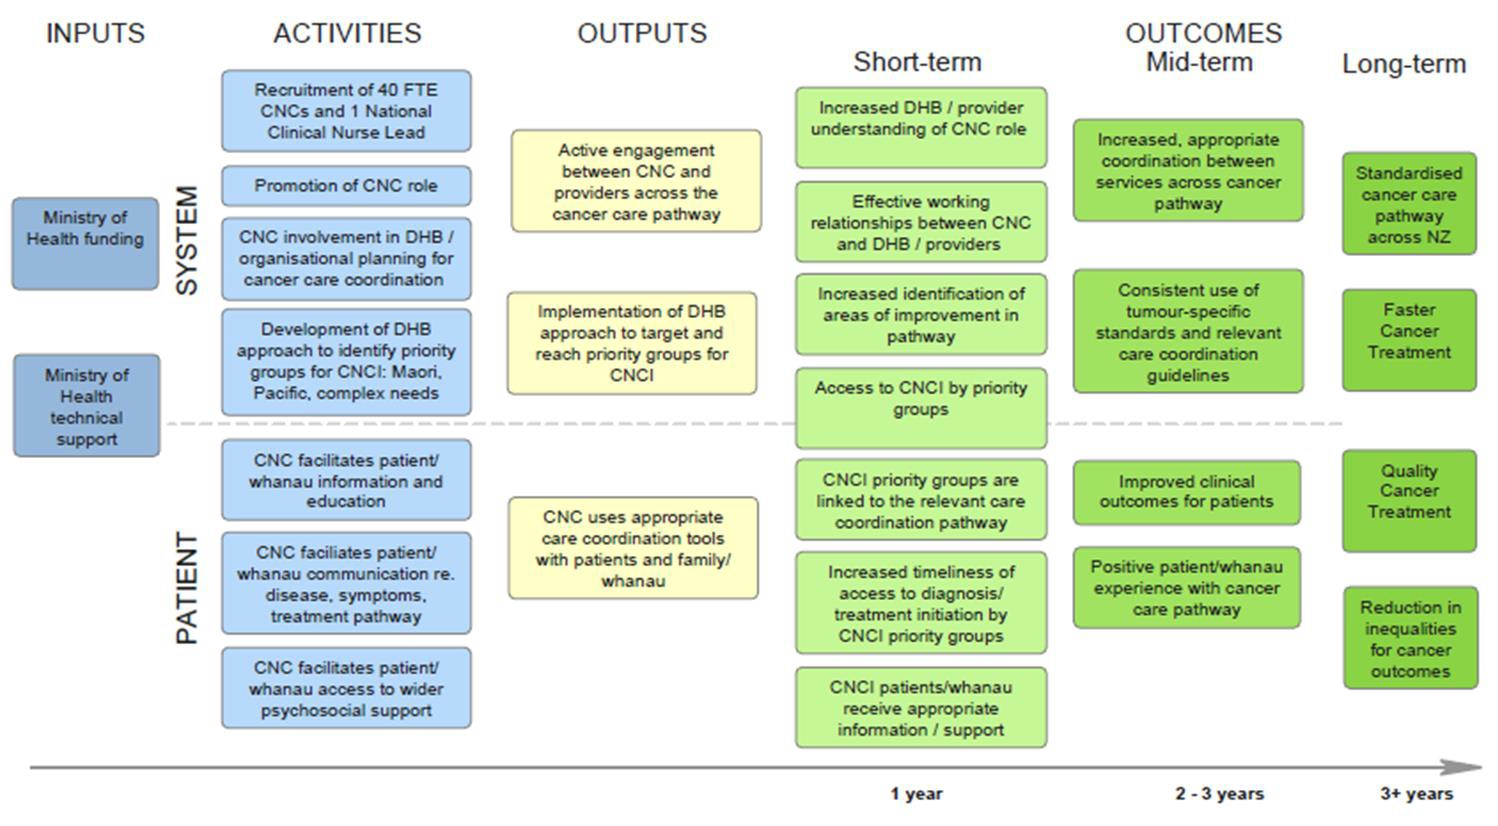 INPUTS
ACTIVITIES
OUTPUTS
OUTCOMES
Short-term
Mid-term
Long-term
SYSTEM
PATIENT
Ministry of
Health funding
Ministry of
Health
technical
support
Recruitment of 40 FTE
CNCs and 1 National
Clinical Nurse Lead
Promotion of CNC role
CNC involvement in DHB /
organisational planning for
cancer care coordination
Development of DHB
approach to identify priority
groups for CNCI: Maori,
Pacific, complex needs
CNC facilitates patient/
whanau information and
education
CNC faciliates patient/
whanau communication re.
disease, symptoms,
treatment pathway
CNC facilitates patient/
whanau access to wider
psychosocial support
Active engagement
between CNC and
providers across the
cancer care pathway
Implementation of DHB
approach to target and
reach priority groups for
CNCI
CNC uses appropriate
care coordination tools
with patients and family/
whanau
Increased DHB / provider
understanding of CNC role
Effective working
relationships between CNC
and DHB / providers
Increased identification of
areas of improvement in
pathway
Access to CNCI by priority
groups
CNCI priority groups are
linked to the relevant care
coordination pathway
Increased timeliness of
access to diagnosis/
treatment initiation by
CNCI priority groups
CNCI patients/whanau
receive appropriate
information / support
Increased, appropriate
coordination between
services across cancer
pathway
Consistent use of
tumour-specific
standards and relevant
care coordination
guidelines
Improved clinical
outcomes for patients
Positive patient/whanau
experience with cancer
care pathway
Standardised
cancer care
pathway
across NZ
Faster
Cancer
Treatment
Quality
Cancer
Treatment
Reduction in
inequalities
for cancer
outcomes
1 year
2 - 3 years
3+ years